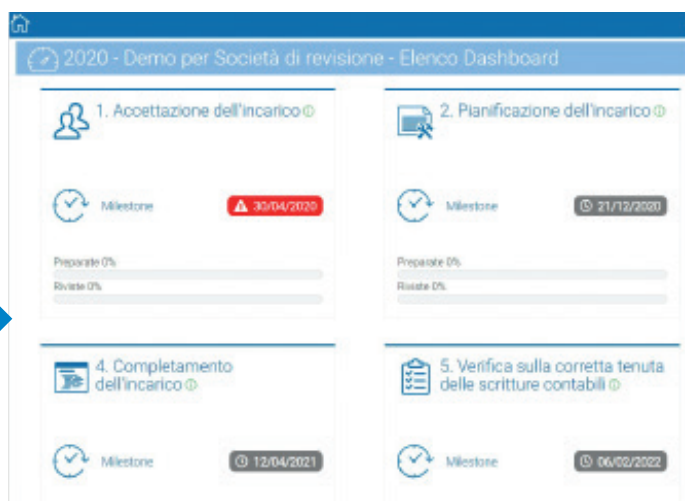 2020 - Demo per Società di revisione - Elenco Dashboard
1. Accettazione dell'incarico
2. Pianificazione dell'incarico
Milestone
30/04/2020
Milestone
21/12/2020
Preparate 0%
Riviste 0%
Preparate 0%
Riviste 0%
4. Completamento
dell'incarico
5. Verifica sulla corretta tenuta
delle scritture contabili
Milestone
12/04/2021
Milestone
06/02/2022